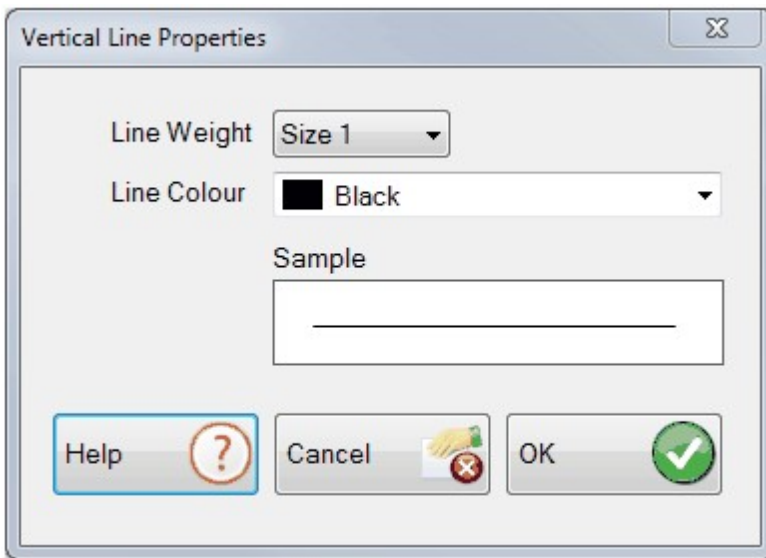 Vertical Line Properties
Line Weight Size 1
Line Colour Black
Sample
Help ? Cancel OK